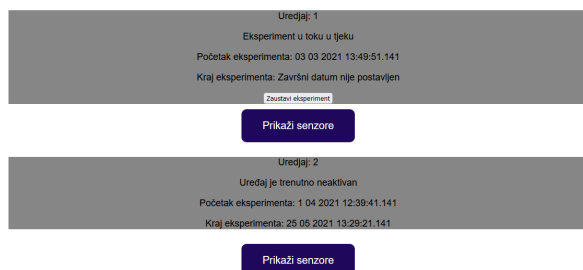 Uredjaj: 1
Eksperiment u toku u tjeku
Početak eksperimenta: 03 03 2021 13:49:51.141
Kraj eksperimenta: Završni datum nije postavljen
Zaustavi eksperiment
Prikaži senzore
Uredjaj: 2
Uređaj je trenutno neaktivan
Početak eksperimenta: 1 04 2021 12:39:41.141
Kraj eksperimenta: 25 05 2021 13:29:21.141
Prikaži senzore